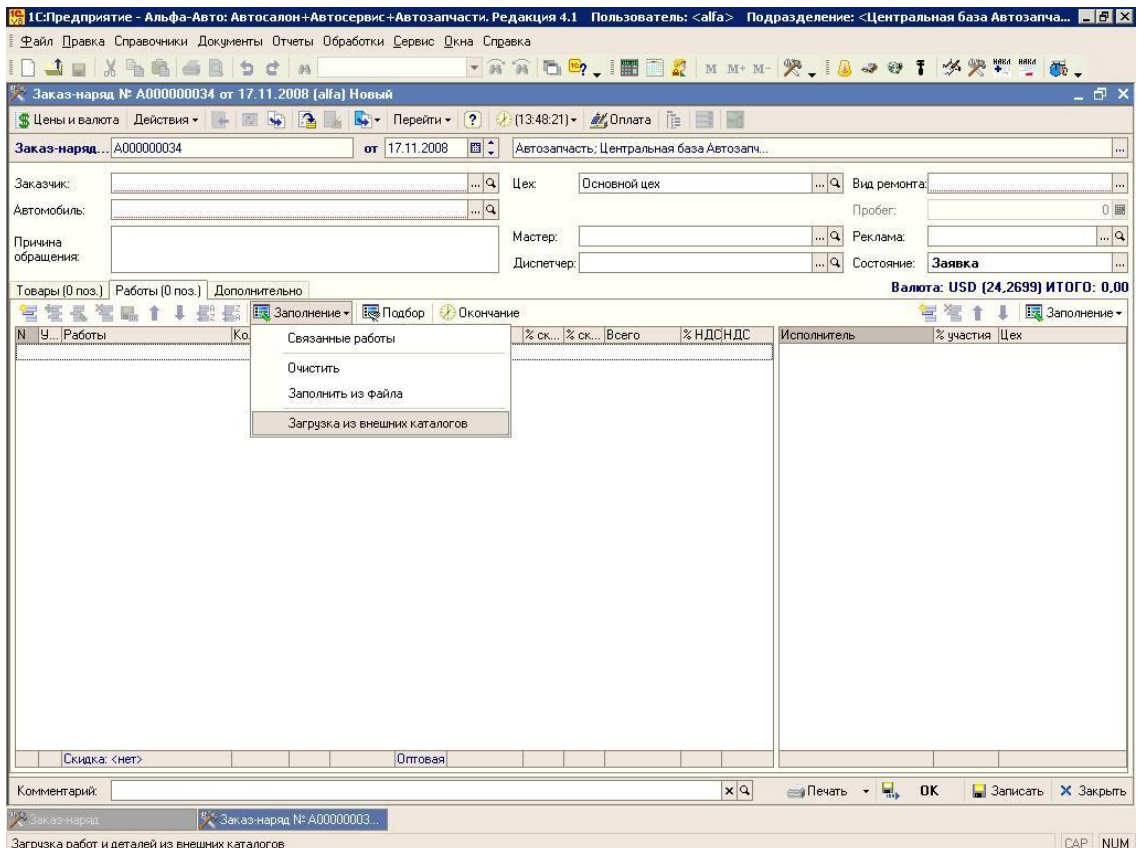 1С:Предприятие - Альфа-Авто: Автосалон+Автосервис+Автозапчасти. Редакция 4.1 Пользователь: <alfa> Подразделение: <Центральная база Автозапча...
Файл Правка Справочники Документы Отчеты Обработки Сервис Окна Справка
M M+ M-
Заказ-наряд № А000000034 от 17.11.2008 (alfa) Новый
Цены и валюта Действия Перейти ? (13:48:21) Оплата
Заказ-наряд... А000000034 от 17.11.2008 Автозапчасть; Центральная база Автозапч... ...
Заказчик: ... Цех: Основной цех ... Вид ремонта: ...
Автомобиль: ... Пробег: 0
Причина обращения: Мастер: ... Реклама: ...
Диспетчер: ... Состояние: Заявка ...
Товары (0 поз.) Работы (0 поз.) Дополнительно Валюта: USD (24,2699) ИТОГО: 0,00
Заполнение Подбор Окончание Заполнение
N У... Работы Ко. % ск... % ск... Всего % НДС НДС Исполнитель % участия Цех
Связанные работы
Очистить
Заполнить из файла
Загрузка из внешних каталогов
Скидка: <нет> Оптовая
Комментарий: x Печать OK Записать Закрыть
Заказ-наряд Заказ-наряд № А00000003...
Загрузка работ и деталей из внешних каталогов CAP NUM